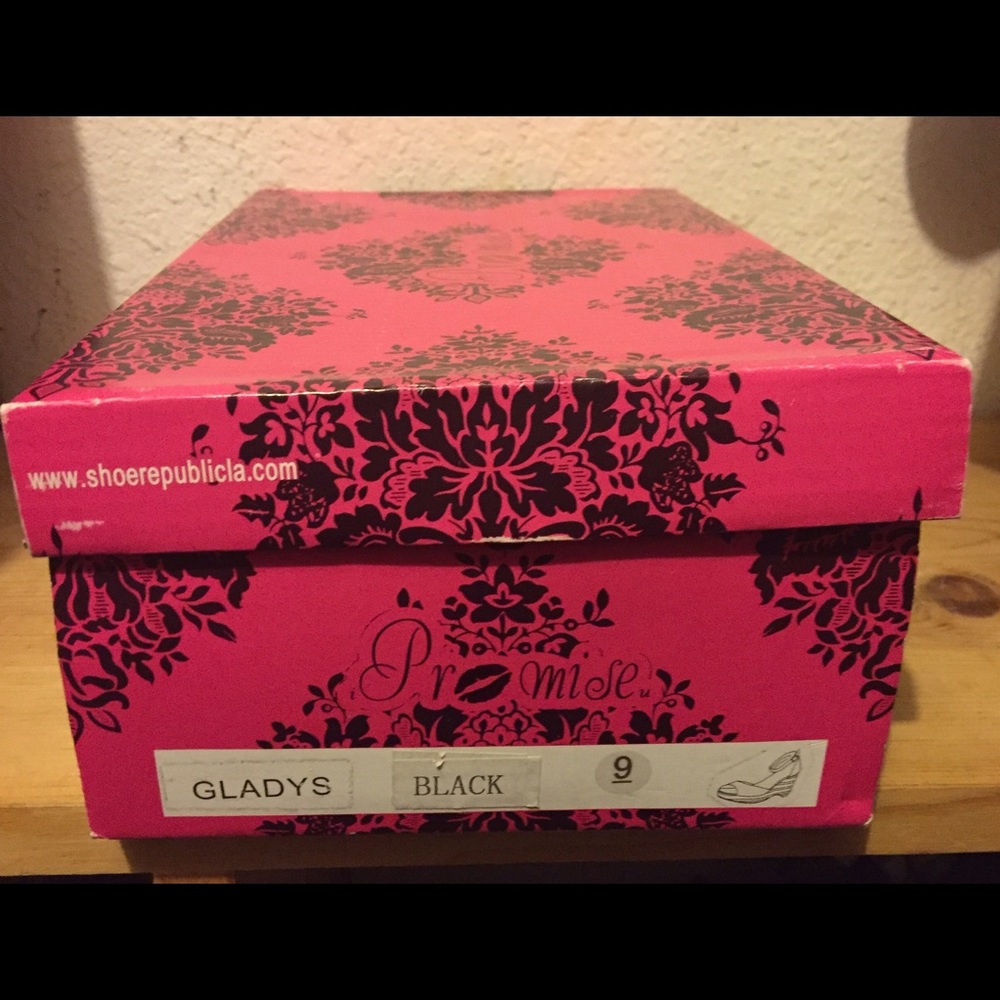 www.shoerepublicla.com
i Promise u
GLADYS BLACK 9